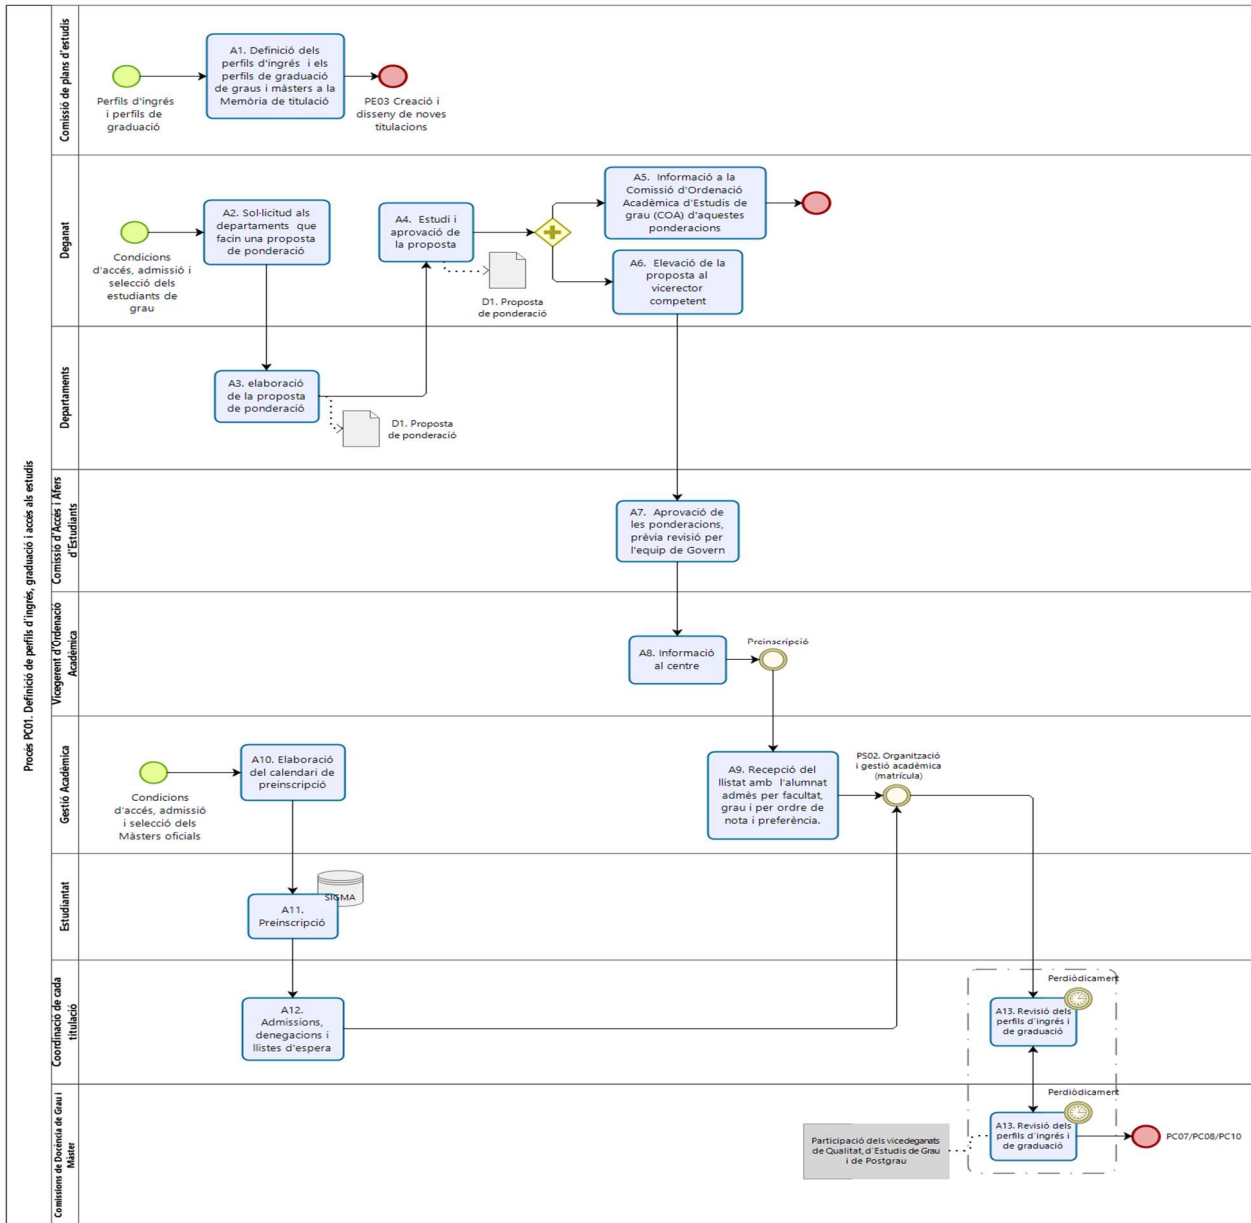 Procés PC01. Definició de perfils d'ingrés, graduació i accés als estudis
Comissió de plans d'estudis
Perfils d'ingrés
i perfils de
graduació
A1. Definició dels
perfils d'ingrés i els
perfils de graduació
de graus i màsters a la
Memòria de titulació
PE03 Creació i
disseny de noves
titulacions
Deganat
Condicions
d'accés, admissió i
selecció dels
estudiants de
grau
A2. Sol·licitud als
departaments que
facin una proposta
de ponderació
A4. Estudi i
aprovació de
la proposta
D1. Proposta
de ponderació
A5. Informació a la
Comissió d'Ordenació
Acadèmica d'Estudis de
grau (COA) d'aquestes
ponderacions
A6. Elevació de la
proposta al
vicerector
competent
Departaments
A3. elaboració
de la proposta
de ponderació
D1. Proposta
de ponderació
Comissió d'Accés i Afers
d'Estudiants
A7. Aprovació de
les ponderacions,
prèvia revisió per
l'equip de Govern
Vicegerent d'Ordenació
Acadèmica
A8. Informació
al centre
Preinscripció
Gestió Acadèmica
Condicions
d'accés, admissió
i selecció dels
Màsters oficials
A10. Elaboració
del calendari de
preinscripció
A9. Recepció del
llistat amb l'alumnat
admès per facultat,
grau i per ordre de
nota i preferència.
PS02. Organització
i gestió acadèmica
(matrícula)
Estudiantat
SIGMA
A11.
Preinscripció
Coordinació de cada
titulació
A12.
Admissions,
denegacions i
llistes d'espera
Perdiòdicament
A13. Revisió dels
perfils d'ingrés i
de graduació
Comissions de Docència de Grau i
Màster
Participació dels vicedeganats
de Qualitat, d'Estudis de Grau
i de Postgrau
Perdiòdicament
A13. Revisió dels
perfils d'ingrés i
de graduació
PC07/PC08/PC10